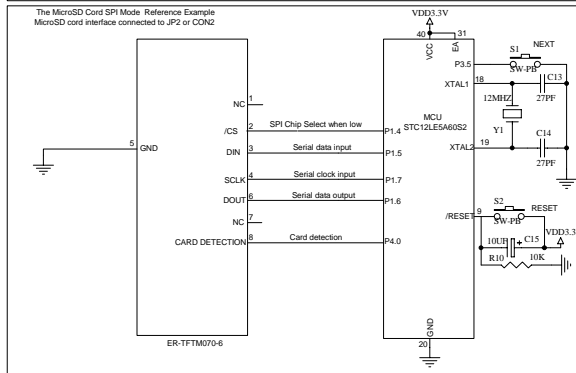 The MicroSD Cord SPI Mode Reference Example
MicroSD cord interface connected to JP2 or CON2
VDD3.3V
40
31
VCC
EA
S1
NEXT
P3.5
SW-PB
XTAL1
18
C13
27PF
12MHZ
Y1
MCU
STC12LE5A60S2
XTAL2
19
C14
27PF
NC
1
/CS
2
SPI Chip Select when low
P1.4
5
GND
DIN
3
Serial data input
P1.5
SCLK
4
Serial clock input
P1.7
DOUT
6
Serial data output
P1.6
NC
7
CARD DETECTION
8
Card detection
P4.0
/RESET
9
S2
RESET
SW-PB
VDD3.3
10UF
+
C15
R10
10K
GND
20
ER-TFTM070-6